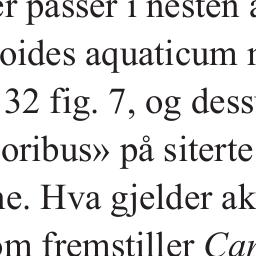 er passer i nesten a
oides aquaticum
32 fig. 7, og dess
oribus» på siterte
ne. Hva gjelder ak
om fremstiller Car